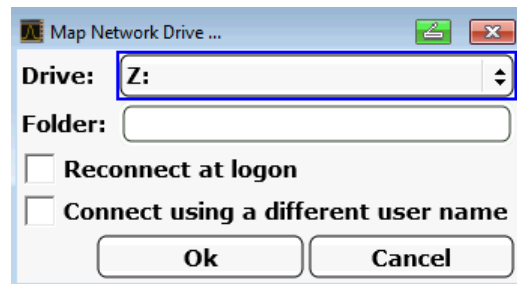 Map Network Drive ...
Drive: Z:
Folder:
Reconnect at logon
Connect using a different user name
Ok Cancel